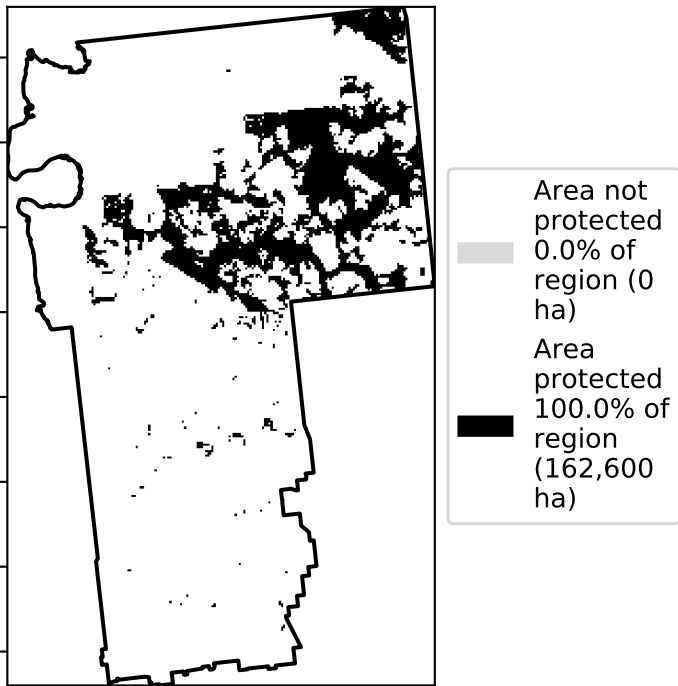 Area not
protected
0.0% of
region (0
ha)
Area
protected
100.0% of
region
(162,600
ha)